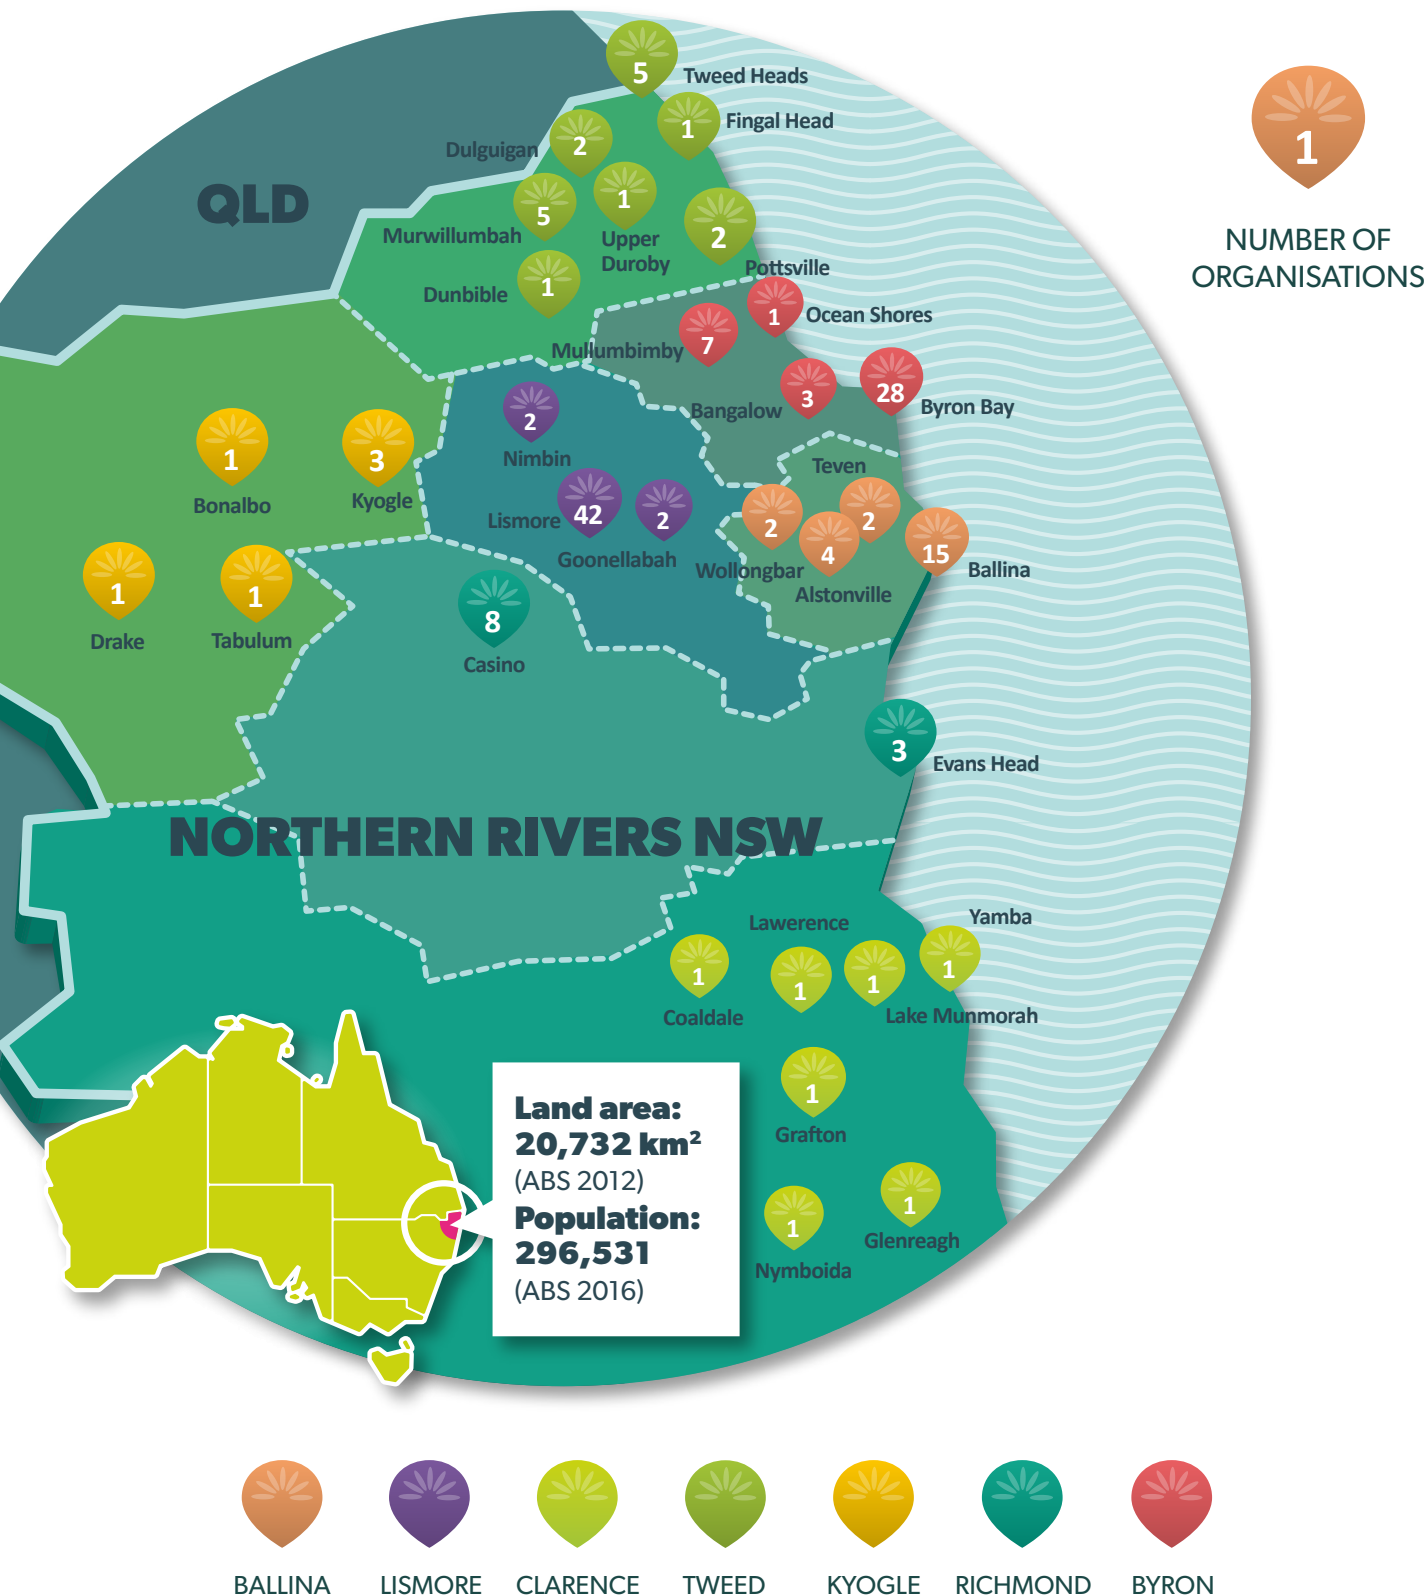 5
Tweed Heads
1
Fingal Head
1
NUMBER OF
ORGANISATIONS
Dulguigan
2
QLD
Murwillumbah
5
1
Upper
Duroby
2
Pottsville
Dunbible
1
1
Ocean Shores
Mullumbimby
7
Bangalow
3
28
Byron Bay
2
Nimbin
1
Bonalbo
3
Kyogle
Teven
Lismore
42
2
Goonellabah
2
Wollongbar
4
Alstonville
2
15
Ballina
1
Drake
1
Tabulum
8
Casino
3
Evans Head
NORTHERN RIVERS NSW
Lawerence
Yamba
1
Coaldale
1
1
1
Lake Munmorah
1
Grafton
1
Nymboida
1
Glenreagh
Land area:
20,732 km²
(ABS 2012)
Population:
296,531
(ABS 2016)
BALLINA
LISMORE
CLARENCE
TWEED
KYOGLE
RICHMOND
BYRON